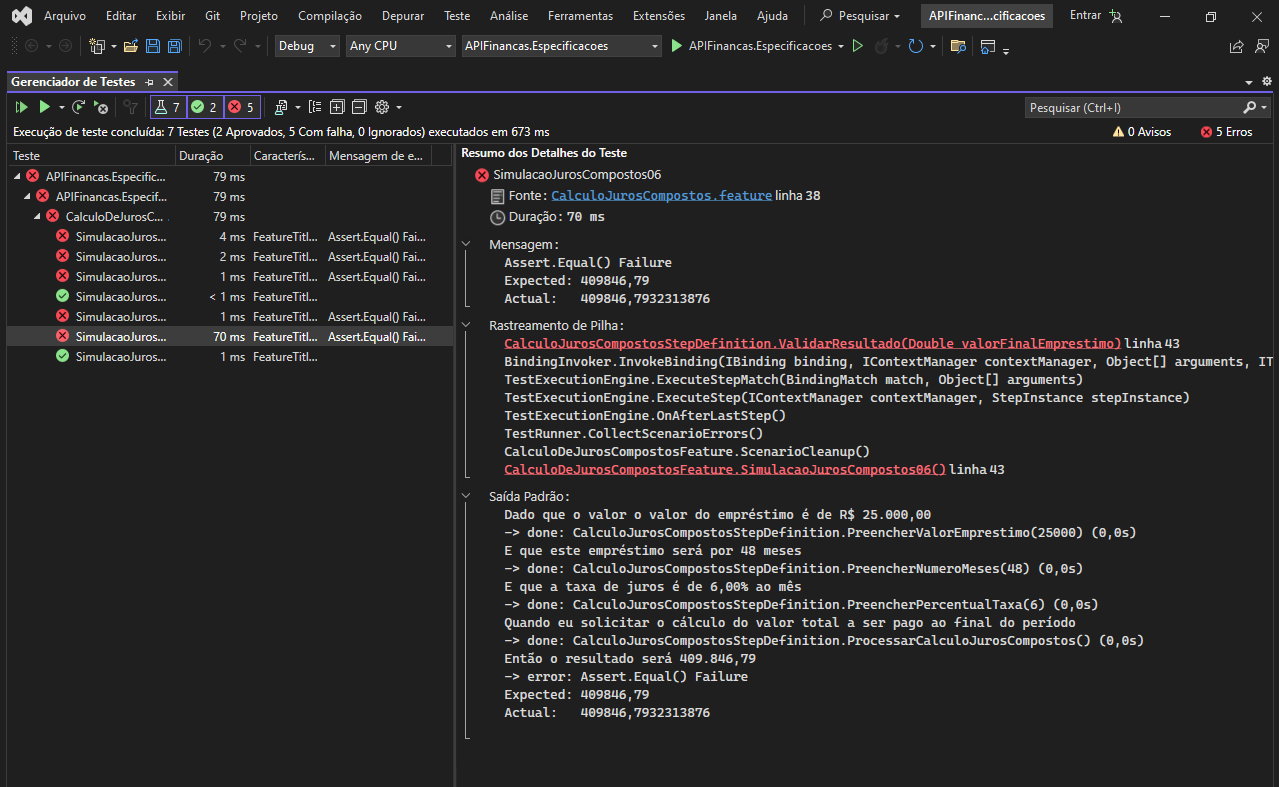 Arquivo Editar Exibir Git Projeto Compilação Depurar Teste Análise Ferramentas Extensões Janela Ajuda Pesquisar APIFinanc...cificacoes Entrar
Debug Any CPU APIFinancas.Especificacoes APIFinancas.Especificacoes
Gerenciador de Testes
7 2 5 Pesquisar (Ctrl+I)
Execução de teste concluída: 7 Testes (2 Aprovados, 5 Com falha, 0 Ignorados) executados em 673 ms 0 Avisos 5 Erros
Teste Duração Caracterís... Mensagem de e...
APIFinancas.Especific... 79 ms
APIFinancas.Especif... 79 ms
CalculoDeJurosC... 79 ms
SimulacaoJuros... 4 ms FeatureTitl... Assert.Equal() Fai...
SimulacaoJuros... 2 ms FeatureTitl... Assert.Equal() Fai...
SimulacaoJuros... 1 ms FeatureTitl... Assert.Equal() Fai...
SimulacaoJuros... < 1 ms FeatureTitl...
SimulacaoJuros... 1 ms FeatureTitl... Assert.Equal() Fai...
SimulacaoJuros... 70 ms FeatureTitl... Assert.Equal() Fai...
SimulacaoJuros... 1 ms FeatureTitl...
Resumo dos Detalhes do Teste
SimulacaoJurosCompostos06
Fonte: CalculoJurosCompostos.feature linha 38
Duração: 70 ms
Mensagem:
Assert.Equal() Failure
Expected: 409846,79
Actual:   409846,7932313876
Rastreamento de Pilha:
CalculoJurosCompostosStepDefinition.ValidarResultado(Double valorFinalEmprestimo) linha 43
BindingInvoker.InvokeBinding(IBinding binding, IContextManager contextManager, Object[] arguments, IT
TestExecutionEngine.ExecuteStepMatch(BindingMatch match, Object[] arguments)
TestExecutionEngine.ExecuteStep(IContextManager contextManager, StepInstance stepInstance)
TestExecutionEngine.OnAfterLastStep()
TestRunner.CollectScenarioErrors()
CalculoDeJurosCompostosFeature.ScenarioCleanup()
CalculoDeJurosCompostosFeature.SimulacaoJurosCompostos06() linha 43
Saída Padrão:
Dado que o valor o valor do empréstimo é de R$ 25.000,00
-> done: CalculoJurosCompostosStepDefinition.PreencherValorEmprestimo(25000) (0,0s)
E que este empréstimo será por 48 meses
-> done: CalculoJurosCompostosStepDefinition.PreencherNumeroMeses(48) (0,0s)
E que a taxa de juros é de 6,00% ao mês
-> done: CalculoJurosCompostosStepDefinition.PreencherPercentualTaxa(6) (0,0s)
Quando eu solicitar o cálculo do valor total a ser pago ao final do período
-> done: CalculoJurosCompostosStepDefinition.ProcessarCalculoJurosCompostos() (0,0s)
Então o resultado será 409.846,79
-> error: Assert.Equal() Failure
Expected: 409846,79
Actual:   409846,7932313876